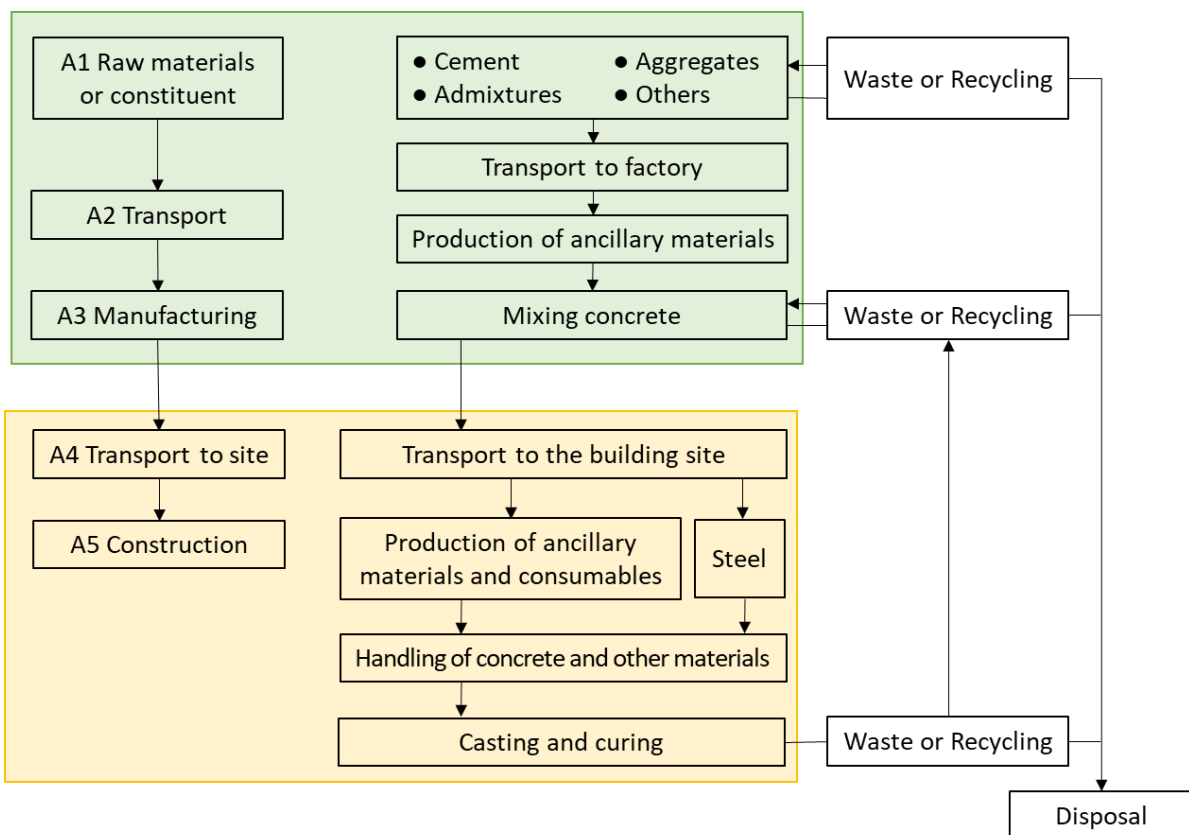 A1 Raw materials
or constituent
● Cement ● Aggregates
● Admixtures ● Others
Waste or Recycling
Transport to factory
A2 Transport
Production of ancillary materials
A3 Manufacturing
Mixing concrete
Waste or Recycling
A4 Transport to site
Transport to the building site
A5 Construction
Production of ancillary
materials and consumables
Steel
Handling of concrete and other materials
Casting and curing
Waste or Recycling
Disposal